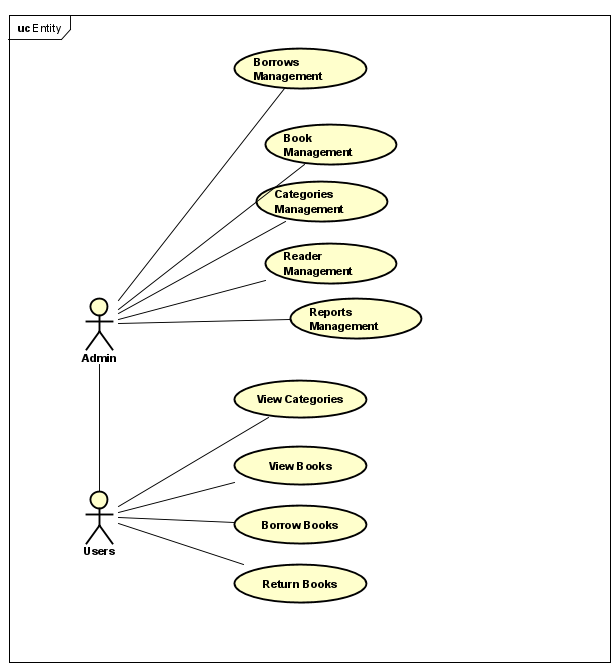 uc Entity
Borrows
Management
Book
Management
Categories
Management
Reader
Management
Reports
Management
Admin
View Categories
View Books
Borrow Books
Users
Return Books